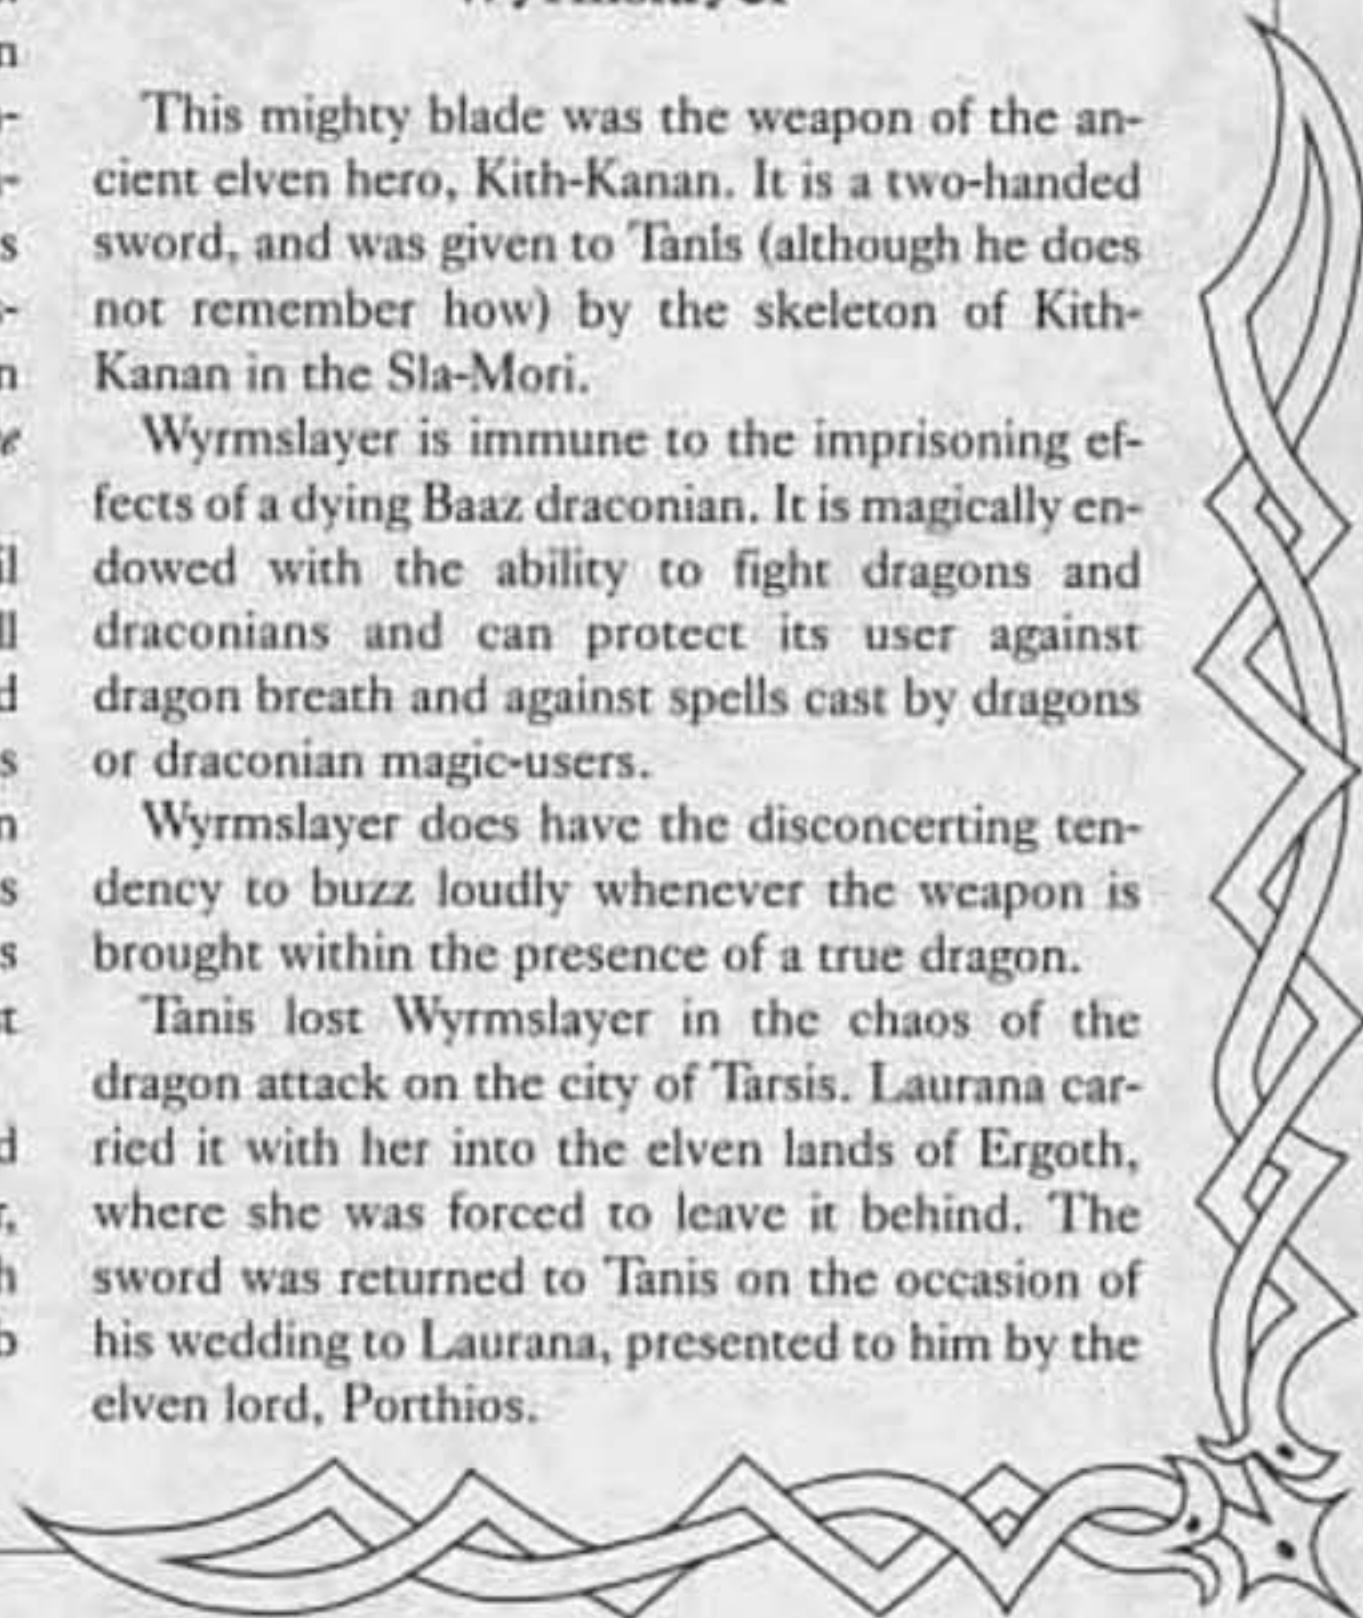 Wyrmslayer
This mighty blade was the weapon of the an-
cient elven hero, Kith-Kanan. It is a two-handed
sword, and was given to Tanis (although he does
not remember how) by the skeleton of Kith-
Kanan in the Sla-Mori.
Wyrmslayer is immune to the imprisoning ef-
fects of a dying Baaz draconian. It is magically en-
dowed with the ability to fight dragons and
draconians and can protect its user against
dragon breath and against spells cast by dragons
or draconian magic-users.
Wyrmslayer does have the disconcerting ten-
dency to buzz loudly whenever the weapon is
brought within the presence of a true dragon.
Tanis lost Wyrmslayer in the chaos of the
dragon attack on the city of Tarsis. Laurana car-
ried it with her into the elven lands of Ergoth,
where she was forced to leave it behind. The
sword was returned to Tanis on the occasion of
his wedding to Laurana, presented to him by the
elven lord, Porthios.